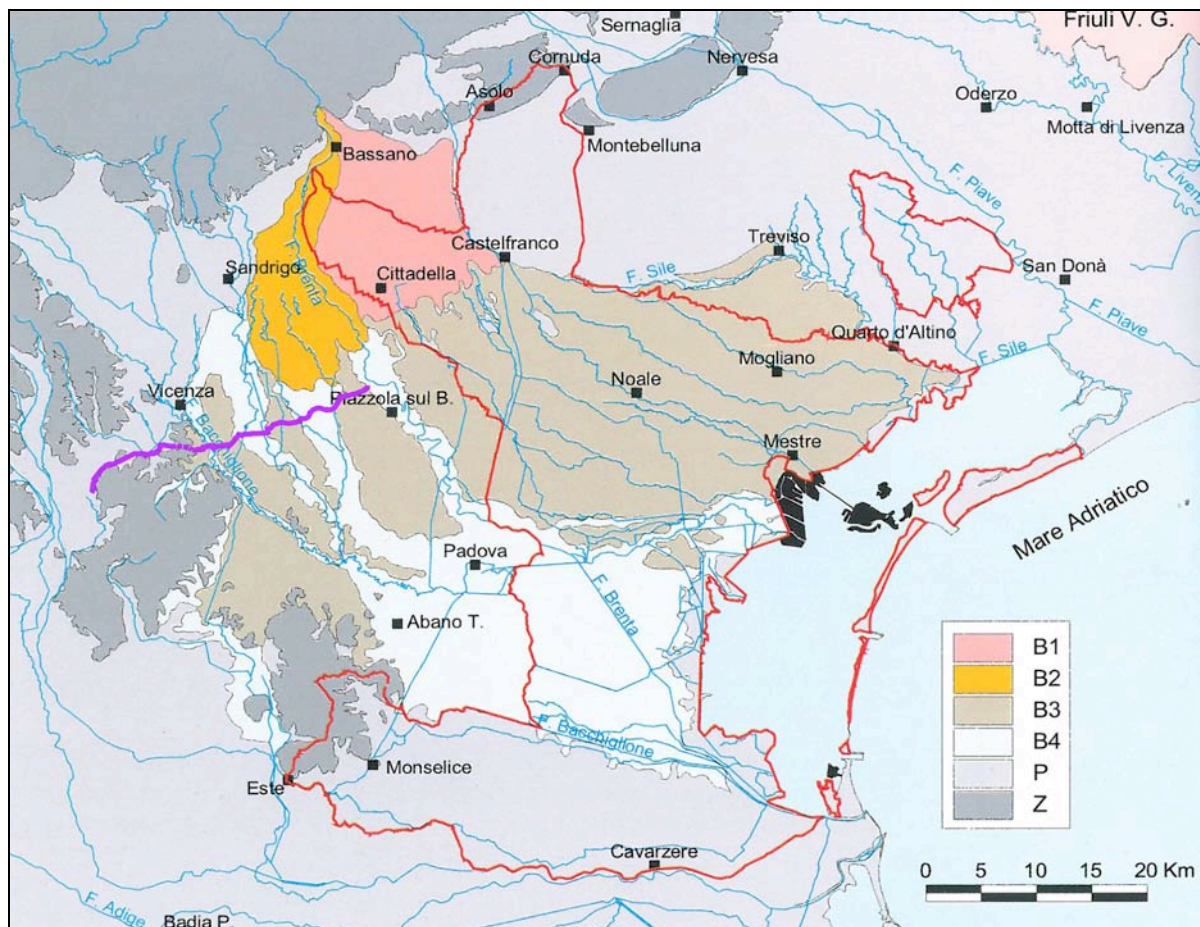 Friuli V. G.
Sernaglia
Cornuda
Nervesa
Asolo
Oderzo
Motta di Livenza
Montebelluna
Bassano
F. Piave
F. Livenz
Treviso
Castelfranco
F. Sile
San Donà
Sandrigo
F. Brenta
Cittadella
F. Piave
Quarto d'Altino
F. Sile
Mogliano
Noale
Vicenza
Piazzola sul B.
F. Bacchiglione
Mestre
Mare Adriatico
Padova
F. Brenta
Abano T.
B1
B2
B3
B4
P
Z
F. Bacchiglione
Monselice
Este
Cavarzere
0 5 10 15 20 Km
F. Adige
Badia P.